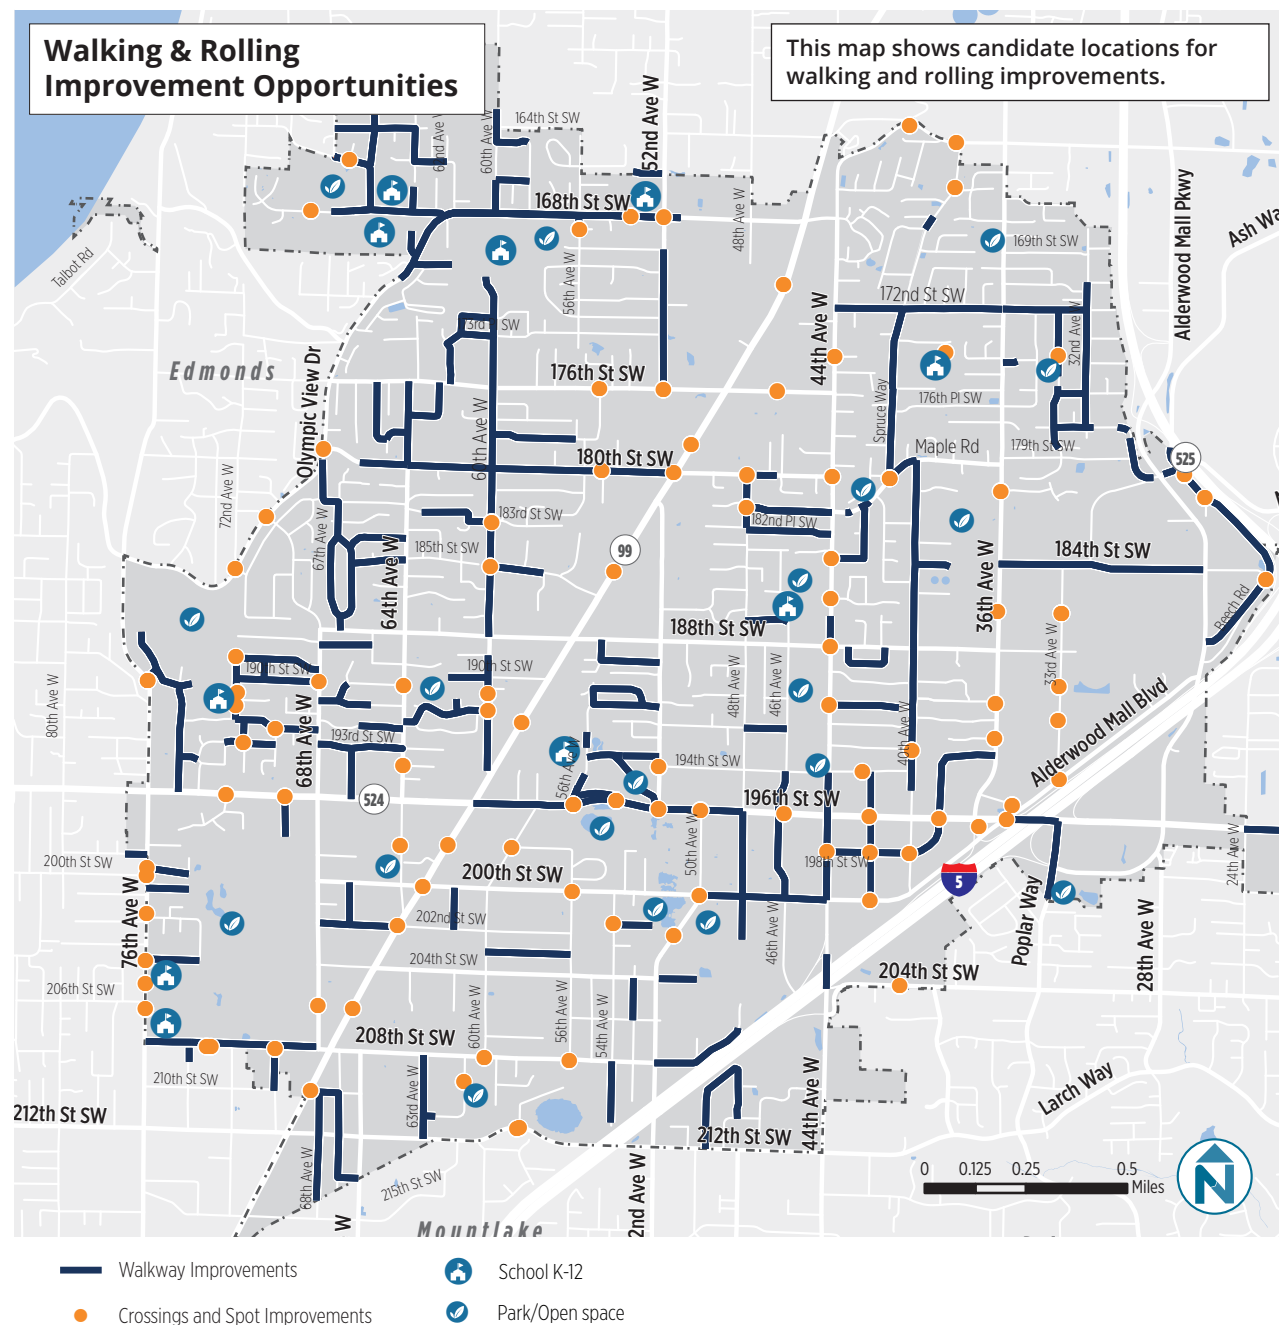 Walking & Rolling
Improvement Opportunities
This map shows candidate locations for
walking and rolling improvements.
164th St SW
60th Ave W
52nd Ave W
168th St SW
48th Ave W
169th St SW
Alderwood Mall Pkwy
Talbot Rd
56th Ave W
172nd St SW
44th Ave W
32nd Ave W
Edmonds
Olympic View Dr
176th St SW
Spruce Way
176th Pl SW
60th Ave W
Maple Rd
179th St SW
180th St SW
525
72nd Ave W
183rd St SW
182nd Pl SW
67th Ave W
185th St SW
99
184th St SW
64th Ave W
36th Ave W
Beech Rd
188th St SW
33rd Ave W
190th St SW
190th St SW
48th Ave W
46th Ave W
80th Ave W
68th Ave W
193rd St SW
40th Ave W
Alderwood Mall Blvd
194th St SW
56th Ave W
524
196th St SW
50th Ave W
198th St SW
24th Ave W
200th St SW
200th St SW
5
76th Ave W
202nd St SW
46th Ave W
Poplar Way
28th Ave W
204th St SW
204th St SW
206th St SW
60th Ave W
56th Ave W
54th Ave W
208th St SW
210th St SW
63rd Ave W
44th Ave W
Larch Way
212th St SW
212th St SW
68th Ave W
215th St SW
2nd Ave W
W
Mountlake
0 0.125 0.25 0.5
Miles
N
Walkway Improvements
School K-12
Crossings and Spot Improvements
Park/Open space